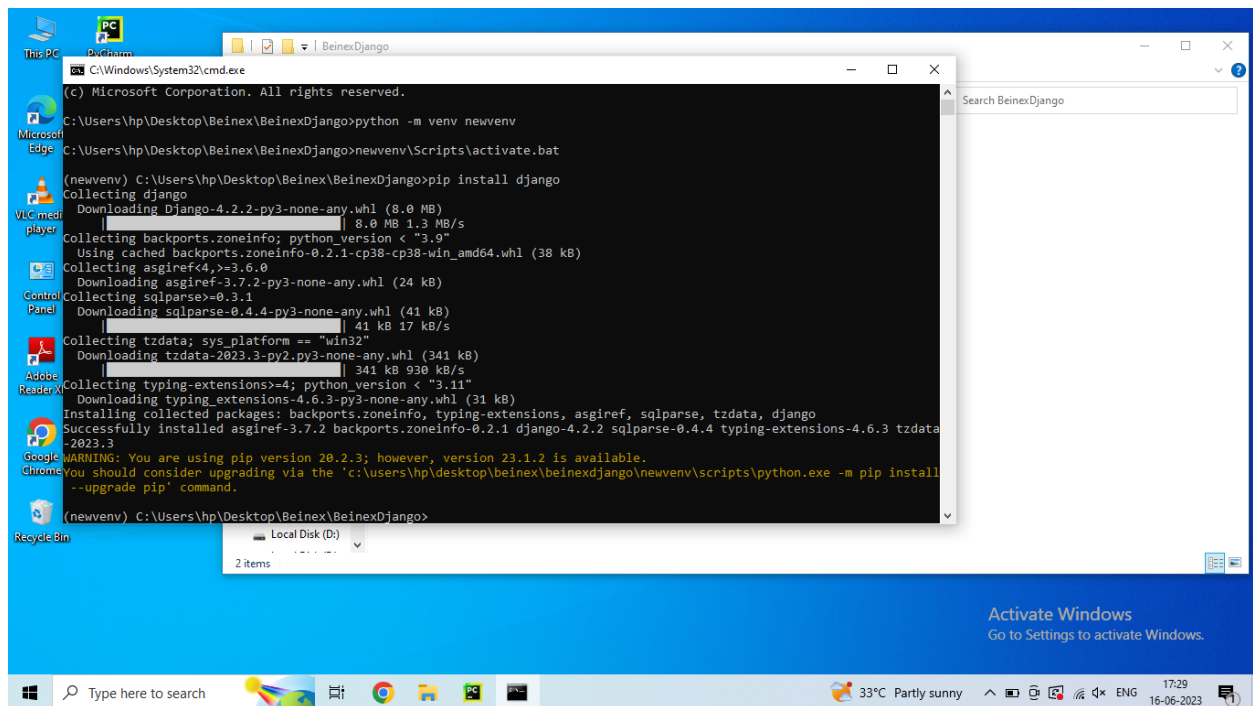 This PC
PyCharm
Microsoft
Edge
VLC medi
player
Control
Panel
Adobe
Reader XI
Google
Chrome
Recycle Bin
BeinexDjango
Search BeinexDjango
C:\Windows\System32\cmd.exe
(c) Microsoft Corporation. All rights reserved.
C:\Users\hp\Desktop\Beinex\BeinexDjango>python -m venv newvenv
C:\Users\hp\Desktop\Beinex\BeinexDjango>newvenv\Scripts\activate.bat
(newvenv) C:\Users\hp\Desktop\Beinex\BeinexDjango>pip install django
Collecting django
Downloading Django-4.2.2-py3-none-any.whl (8.0 MB)
| | 8.0 MB 1.3 MB/s
Collecting backports.zoneinfo; python_version < "3.9"
Using cached backports.zoneinfo-0.2.1-cp38-cp38-win_amd64.whl (38 kB)
Collecting asgiref<4,>=3.6.0
Downloading asgiref-3.7.2-py3-none-any.whl (24 kB)
Collecting sqlparse>=0.3.1
Downloading sqlparse-0.4.4-py3-none-any.whl (41 kB)
| | 41 kB 17 kB/s
Collecting tzdata; sys_platform == "win32"
Downloading tzdata-2023.3-py2.py3-none-any.whl (341 kB)
| | 341 kB 930 kB/s
Collecting typing-extensions>=4; python_version < "3.11"
Downloading typing_extensions-4.6.3-py3-none-any.whl (31 kB)
Installing collected packages: backports.zoneinfo, typing-extensions, asgiref, sqlparse, tzdata, django
Successfully installed asgiref-3.7.2 backports.zoneinfo-0.2.1 django-4.2.2 sqlparse-0.4.4 typing-extensions-4.6.3 tzdata
-2023.3
WARNING: You are using pip version 20.2.3; however, version 23.1.2 is available.
You should consider upgrading via the 'c:\users\hp\desktop\beinex\beinexdjango\newvenv\scripts\python.exe -m pip install
--upgrade pip' command.
(newvenv) C:\Users\hp\Desktop\Beinex\BeinexDjango>
Local Disk (D:)
2 items
Activate Windows
Go to Settings to activate Windows.
Type here to search
33°C Partly sunny
ENG
17:29
16-06-2023